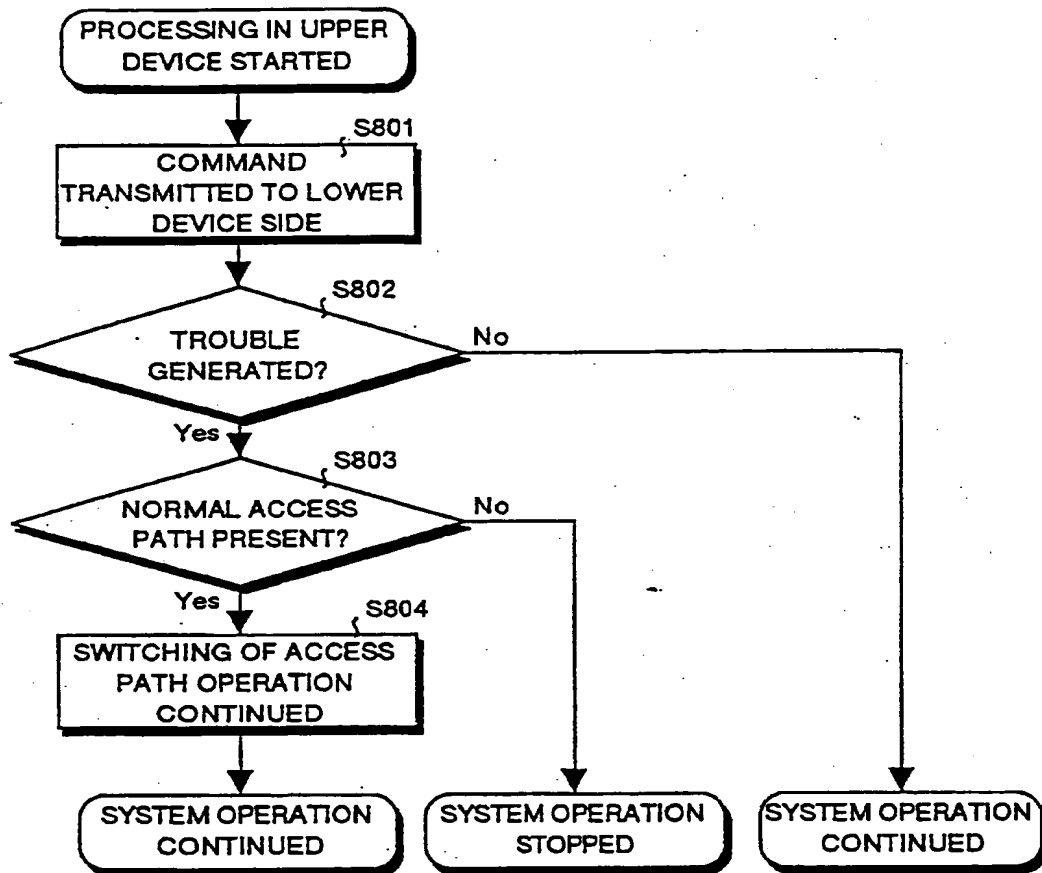 PROCESSING IN UPPER
DEVICE STARTED
S801
COMMAND
TRANSMITTED TO LOWER
DEVICE SIDE
S802
TROUBLE
GENERATED?
No
Yes
S803
NORMAL ACCESS
PATH PRESENT?
No
Yes
S804
SWITCHING OF ACCESS
PATH OPERATION
CONTINUED
SYSTEM OPERATION
CONTINUED
SYSTEM OPERATION
STOPPED
SYSTEM OPERATION
CONTINUED